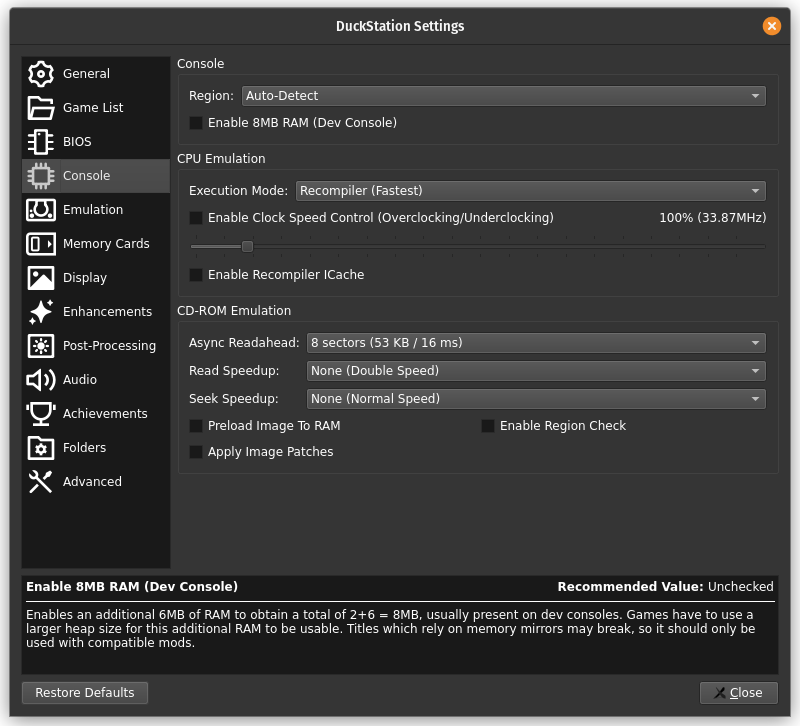 DuckStation Settings
General
Game List
BIOS
Console
Emulation
Memory Cards
Display
Enhancements
Post-Processing
Audio
Achievements
Folders
Advanced
Console
Region: Auto-Detect
Enable 8MB RAM (Dev Console)
CPU Emulation
Execution Mode: Recompiler (Fastest)
Enable Clock Speed Control (Overclocking/Underclocking) 100% (33.87MHz)
Enable Recompiler ICache
CD-ROM Emulation
Async Readahead: 8 sectors (53 KB / 16 ms)
Read Speedup: None (Double Speed)
Seek Speedup: None (Normal Speed)
Preload Image To RAM Enable Region Check
Apply Image Patches
Enable 8MB RAM (Dev Console) Recommended Value: Unchecked
Enables an additional 6MB of RAM to obtain a total of 2+6 = 8MB, usually present on dev consoles. Games have to use a
larger heap size for this additional RAM to be usable. Titles which rely on memory mirrors may break, so it should only be
used with compatible mods.
Restore Defaults Close